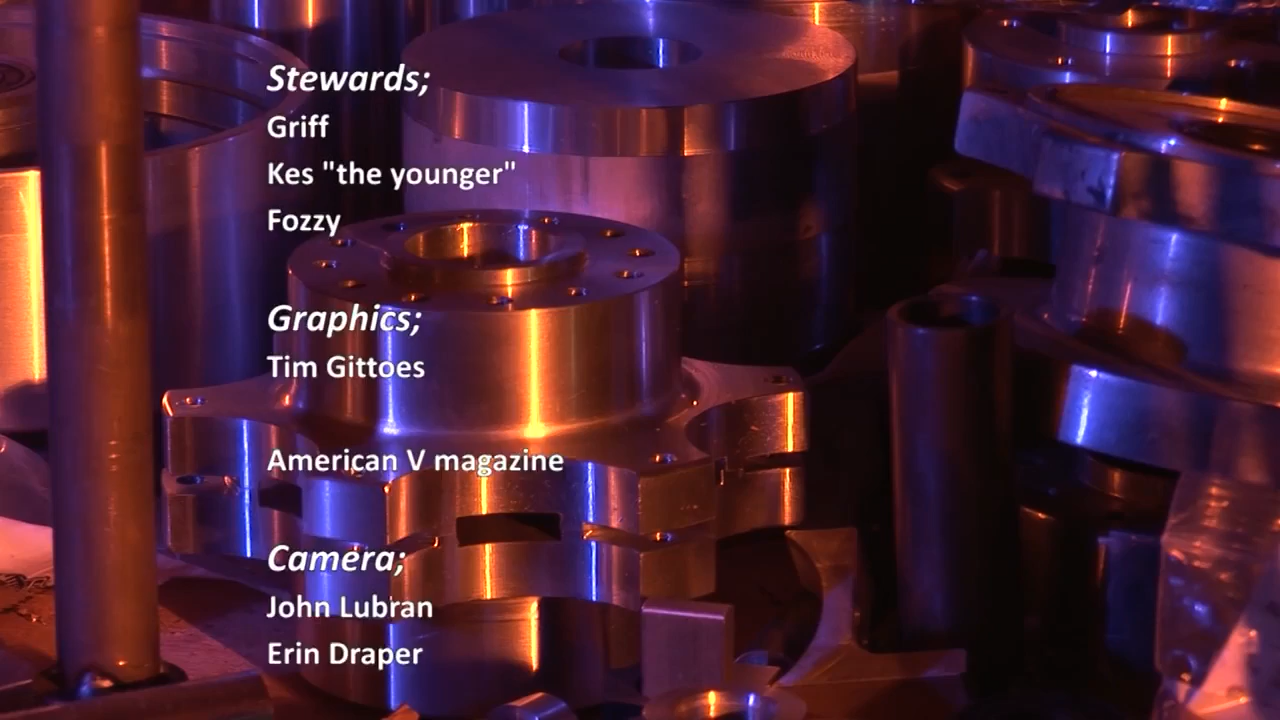 Stewards;
Griff
Kes "the younger"
Fozzy
Graphics;
Tim Gittoes
American V magazine
Camera;
John Lubran
Erin Draper